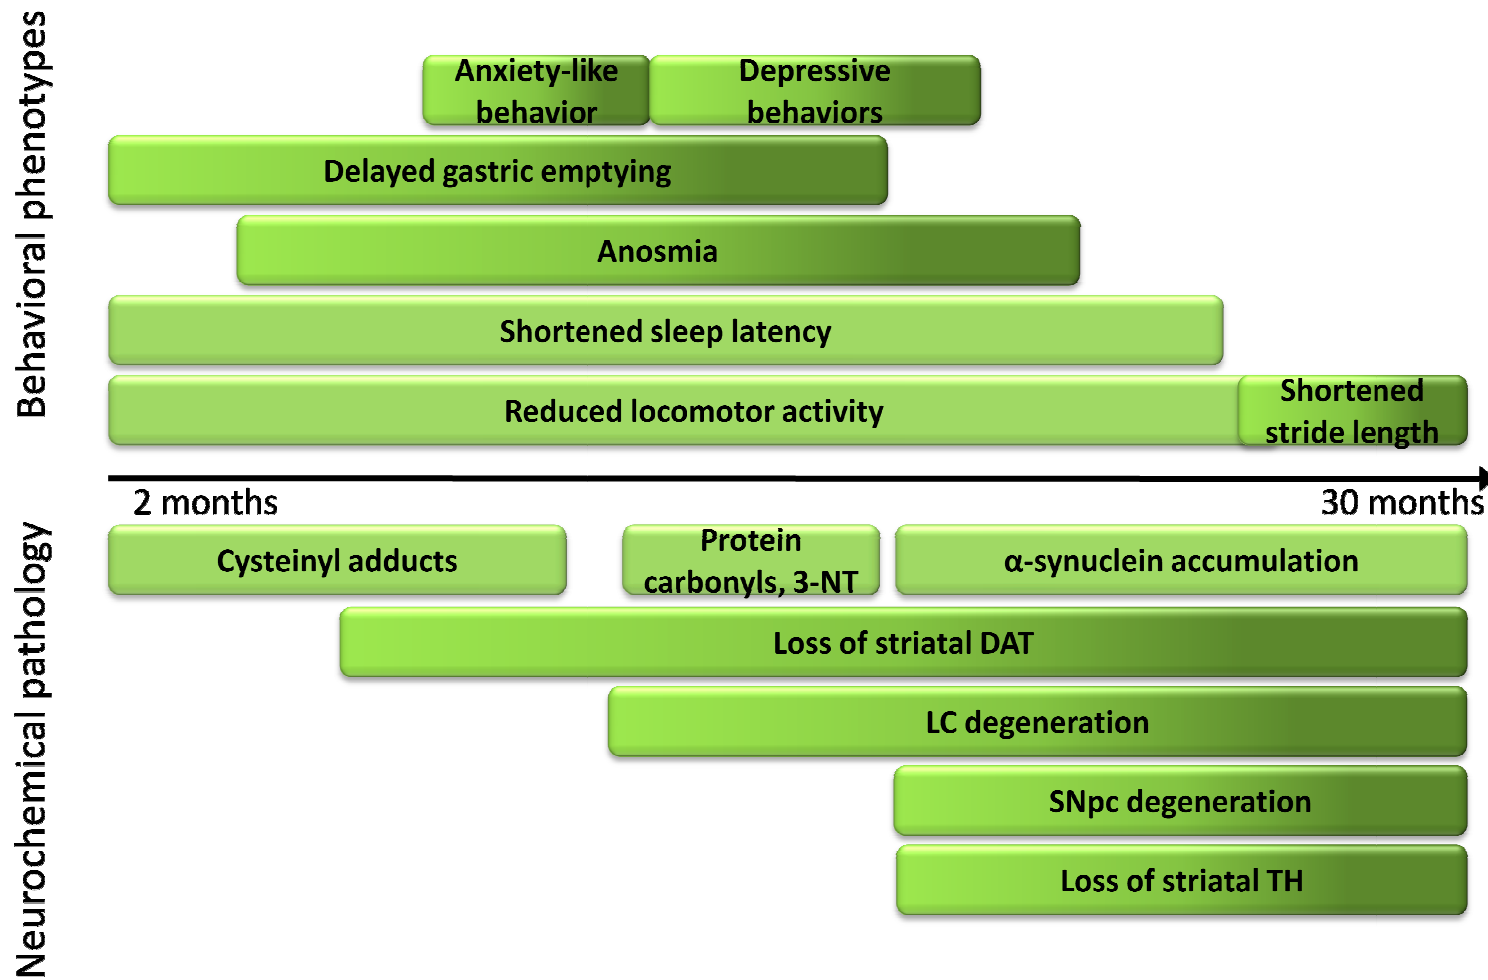 Behavioral phenotypes
Anxiety-like
behavior
Depressive
behaviors
Delayed gastric emptying
Anosmia
Shortened sleep latency
Reduced locomotor activity
Shortened
stride length
2 months
30 months
Neurochemical pathology
Cysteinyl adducts
Protein
carbonyls, 3-NT
α-synuclein accumulation
Loss of striatal DAT
LC degeneration
SNpc degeneration
Loss of striatal TH